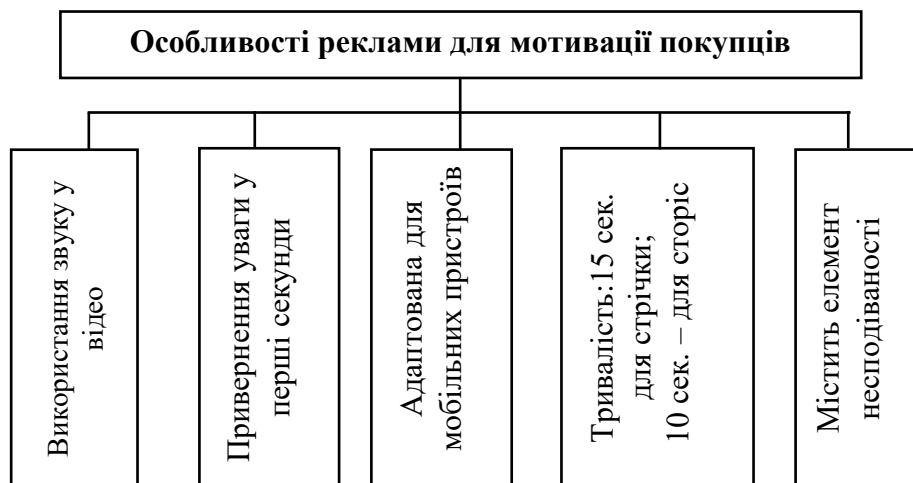 Особливості реклами для мотивації покупців
Використання звуку у
відео
Привернення уваги у
перші секунди
Адаптована для
мобільних пристроїв
Тривалість:15 сек.
для стрічки;
10 сек. – для сторіс
Містить елемент
несподіваності